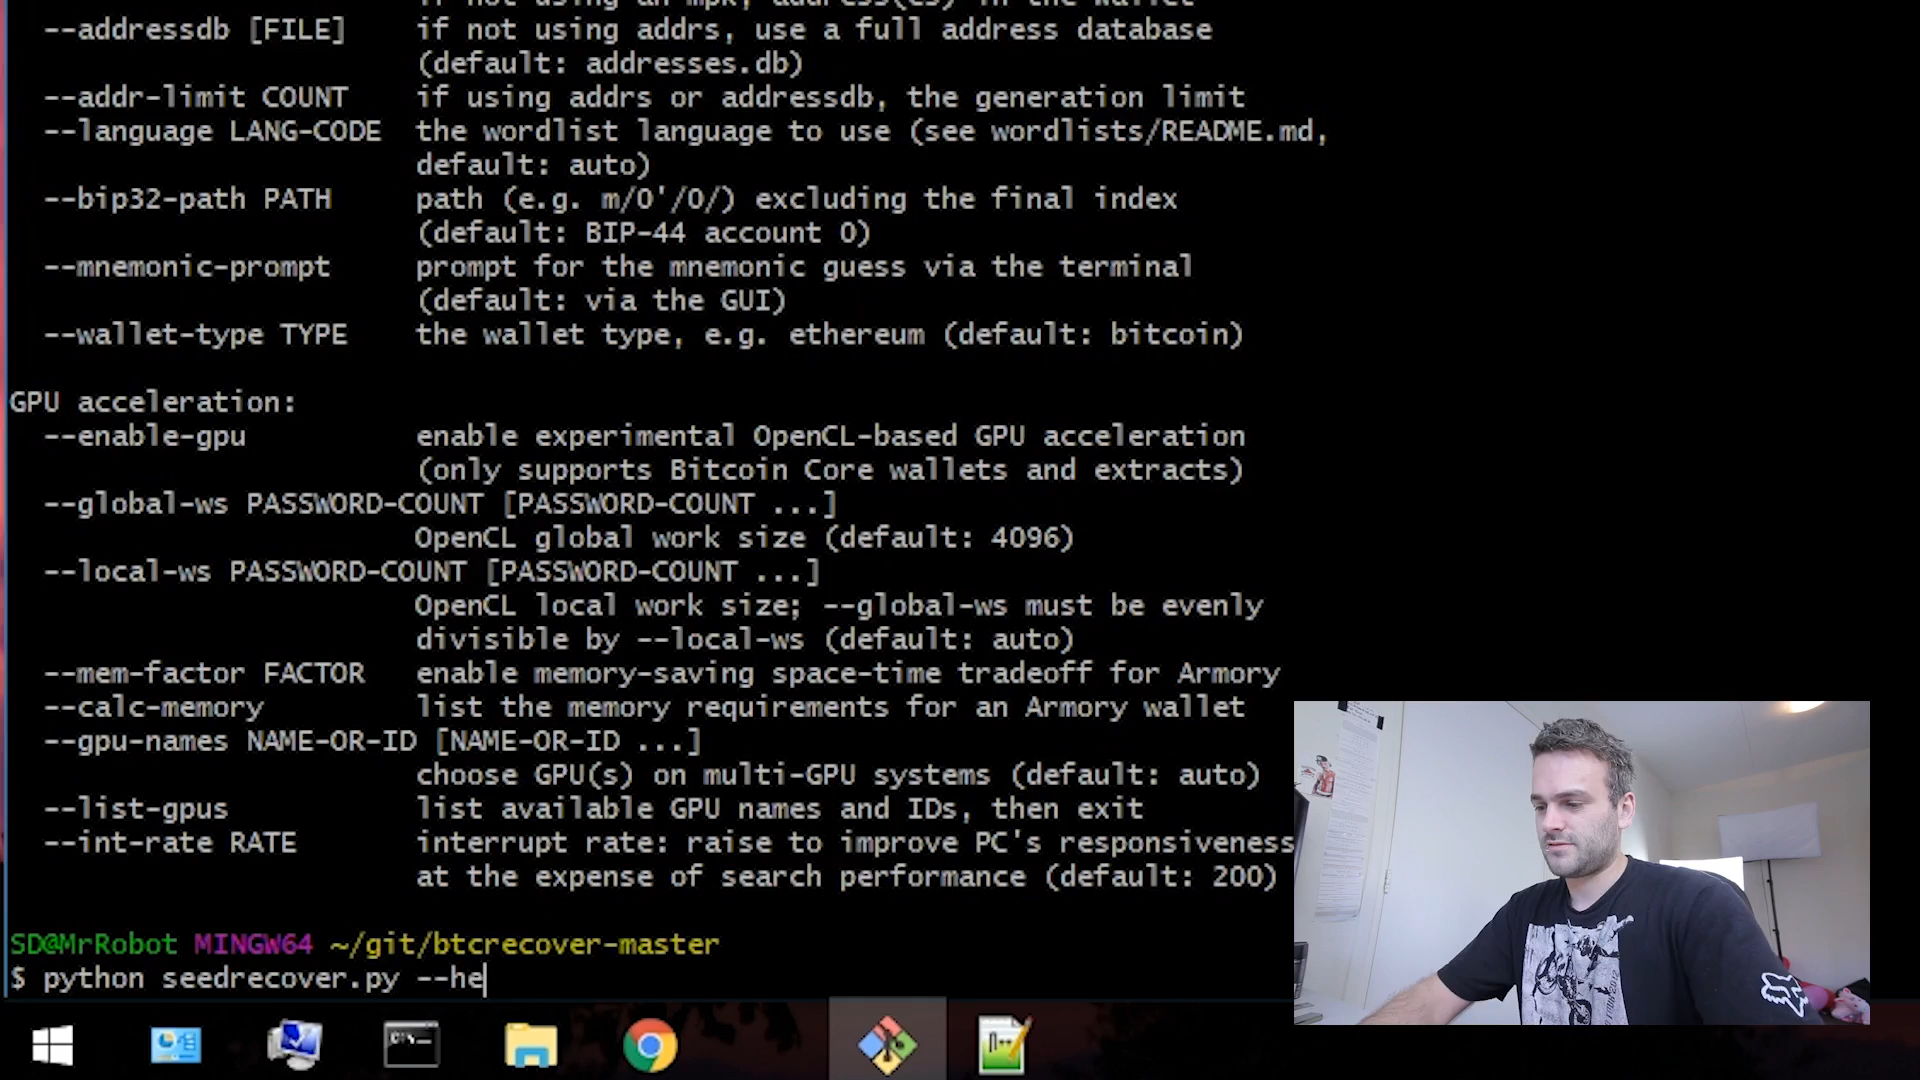 if not using an mpk, address(es) in the wallet
--addressdb [FILE] if not using addrs, use a full address database
(default: addresses.db)
--addr-limit COUNT if using addrs or addressdb, the generation limit
--language LANG-CODE the wordlist language to use (see wordlists/README.md,
default: auto)
--bip32-path PATH path (e.g. m/0'/0/) excluding the final index
(default: BIP-44 account 0)
--mnemonic-prompt prompt for the mnemonic guess via the terminal
(default: via the GUI)
--wallet-type TYPE the wallet type, e.g. ethereum (default: bitcoin)
GPU acceleration:
--enable-gpu enable experimental OpenCL-based GPU acceleration
(only supports Bitcoin Core wallets and extracts)
--global-ws PASSWORD-COUNT [PASSWORD-COUNT ...]
OpenCL global work size (default: 4096)
--local-ws PASSWORD-COUNT [PASSWORD-COUNT ...]
OpenCL local work size; --global-ws must be evenly
divisible by --local-ws (default: auto)
--mem-factor FACTOR enable memory-saving space-time tradeoff for Armory
--calc-memory list the memory requirements for an Armory wallet
--gpu-names NAME-OR-ID [NAME-OR-ID ...]
choose GPU(s) on multi-GPU systems (default: auto)
--list-gpus list available GPU names and IDs, then exit
--int-rate RATE interrupt rate: raise to improve PC's responsiveness
at the expense of search performance (default: 200)
SD@MrRobot MINGW64 ~/git/btcrecover-master
$ python seedrecover.py --he